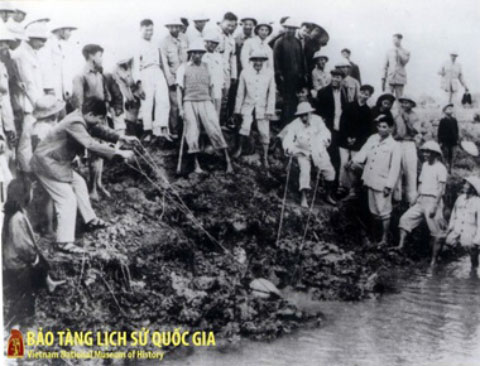 BẢO TÀNG LỊCH SỬ QUỐC GIA
Vietnam National Museum of History